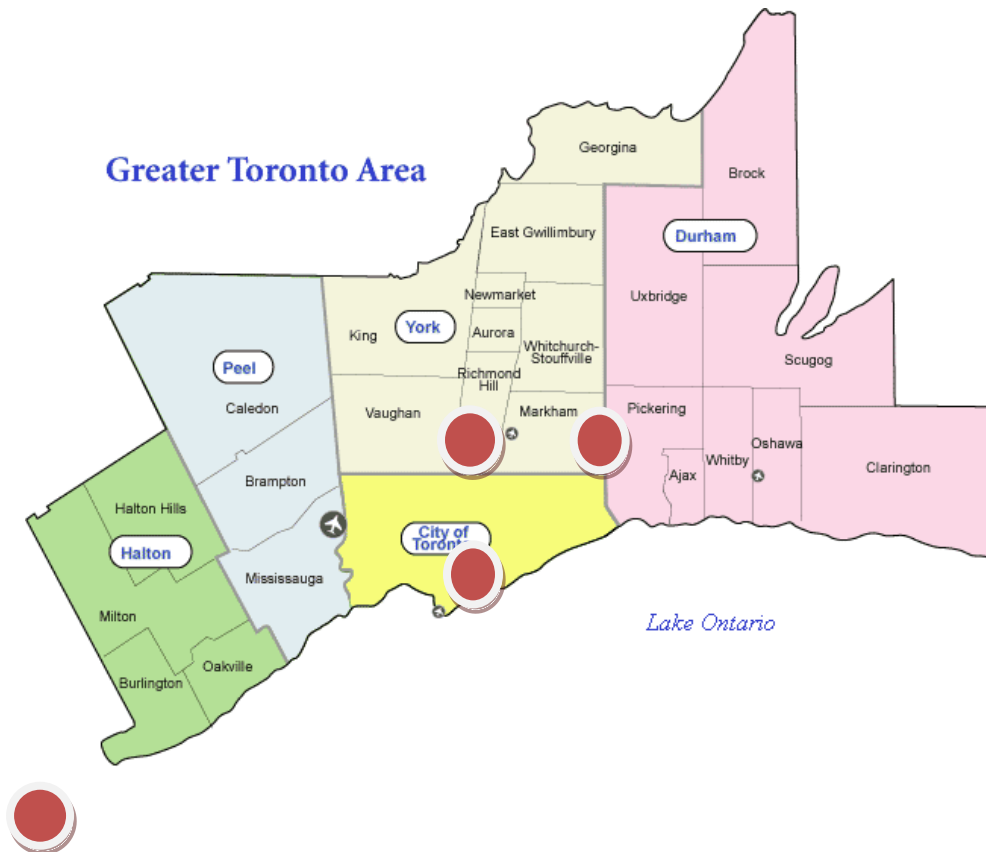 Greater Toronto Area
Georgina
Brock
Durham
East Gwillimbury
Uxbridge
Newmarket
King
York
Aurora
Whitchurch-
Stouffville
Scugog
Peel
Richmond
Hill
Caledon
Vaughan
Markham
Pickering
Oshawa
Whitby
Clarington
Ajax
Brampton
Halton Hills
City of
Toronto
Halton
Mississauga
Milton
Lake Ontario
Oakville
Burlington